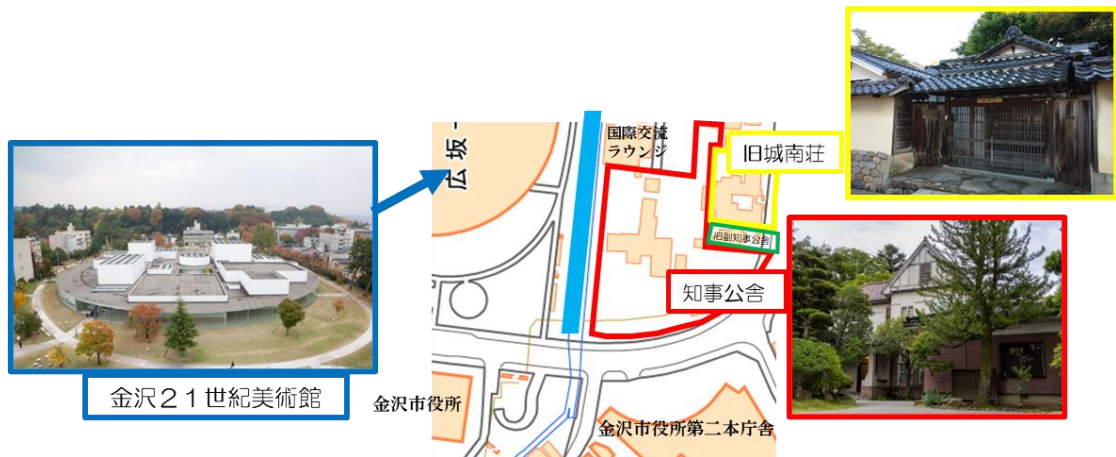 国際交流
ラウンジ
広坂
旧城南荘
旧副知事公舎
知事公舎
金沢21世紀美術館
金沢市役所
金沢市役所第二本庁舎